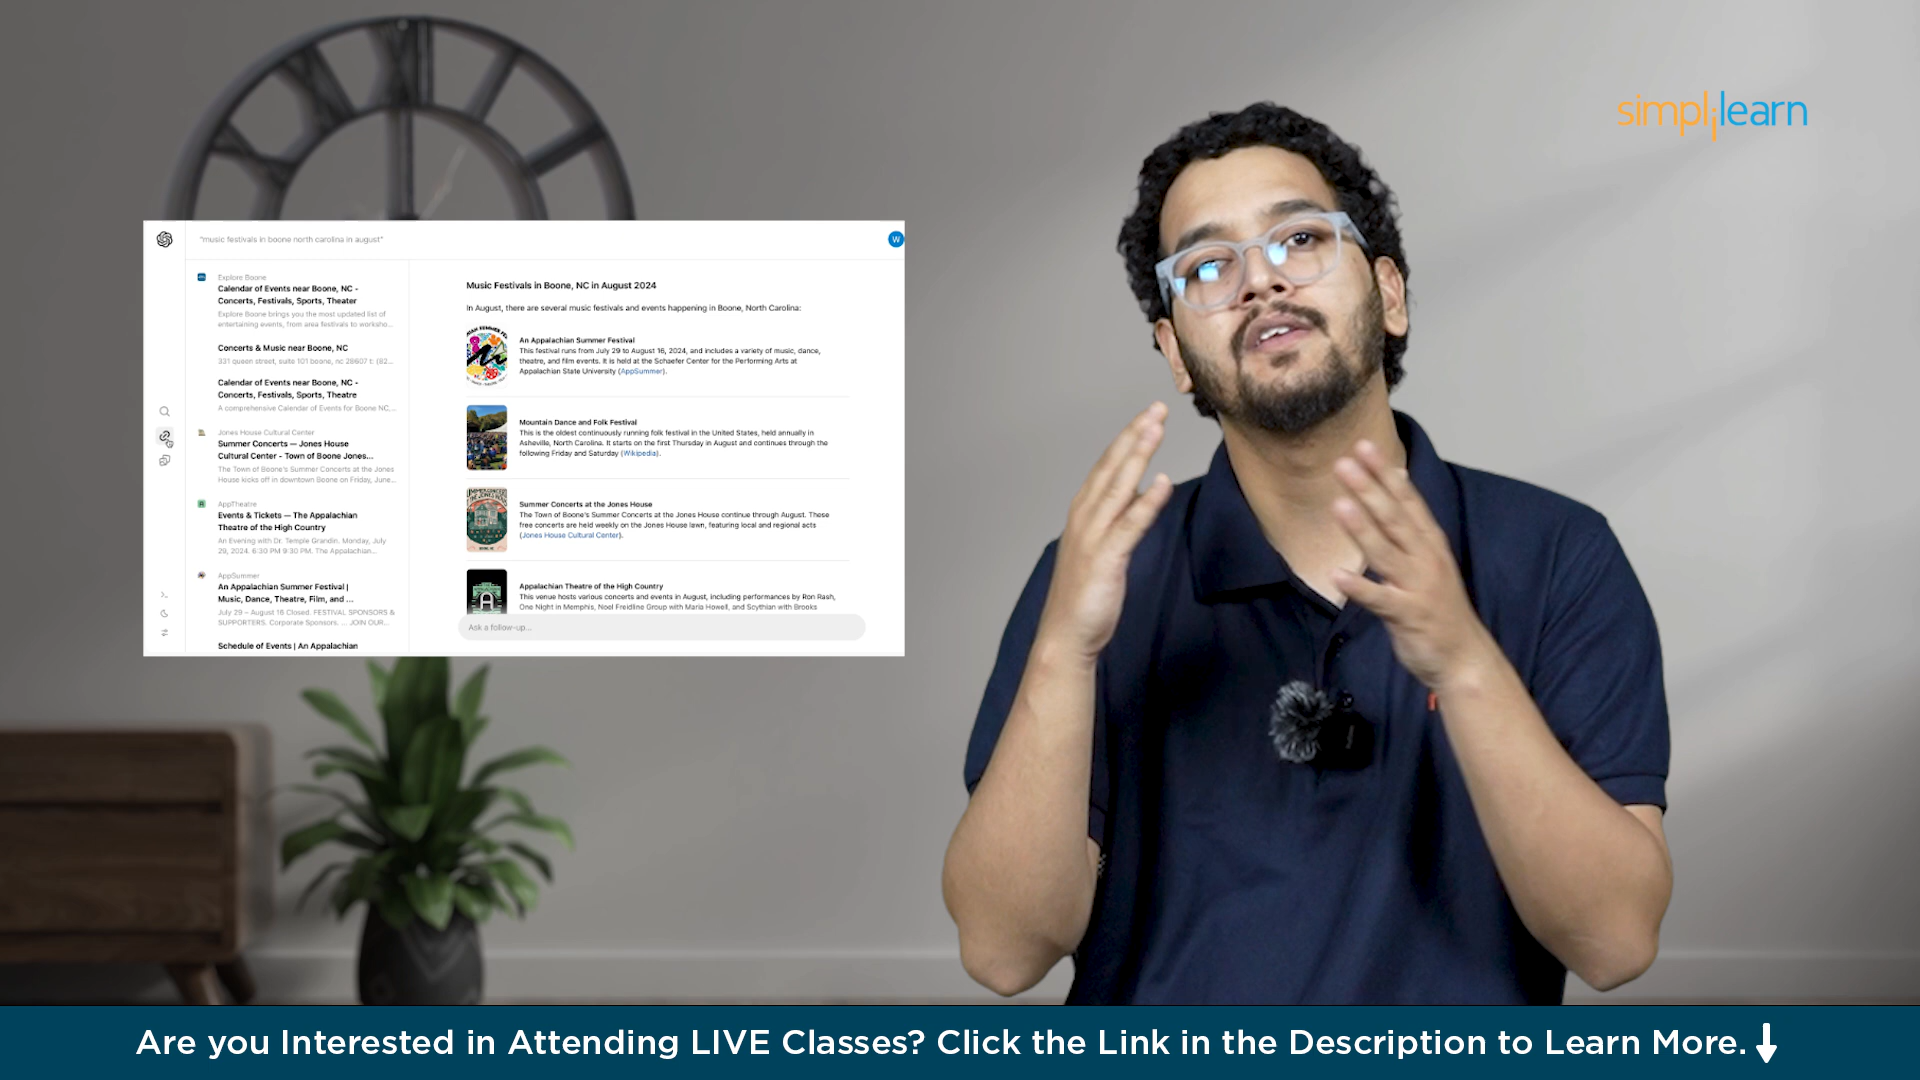 simplilearn
"music festivals in boone north carolina in august"
W
Explore Boone
Calendar of Events near Boone, NC -
Concerts, Festivals, Sports, Theater
Explore Boone brings you the most updated list of
entertaining events, from area festivals to worksho...
Concerts & Music near Boone, NC
331 queen street, suite 101 boone, nc 28607 t: (82...
Calendar of Events near Boone, NC -
Concerts, Festivals, Sports, Theatre
A comprehensive Calendar of Events for Boone NC,...
Jones House Cultural Center
Summer Concerts — Jones House
Cultural Center - Town of Boone Jones...
The Town of Boone's Summer Concerts at the Jones
House kicks off in downtown Boone on Friday, June...
AppTheatre
Events & Tickets — The Appalachian
Theatre of the High Country
An Evening with Dr. Temple Grandin. Monday, July
29, 2024. 6:30 PM 9:30 PM. The Appalachian...
AppSummer
An Appalachian Summer Festival |
Music, Dance, Theatre, Film, and ...
July 29 – August 16 Closed. FESTIVAL SPONSORS &
SUPPORTERS. Corporate Sponsors. ... JOIN OUR...
Schedule of Events | An Appalachian
Music Festivals in Boone, NC in August 2024
In August, there are several music festivals and events happening in Boone, North Carolina:
An Appalachian Summer Festival
This festival runs from July 29 to August 16, 2024, and includes a variety of music, dance,
theatre, and film events. It is held at the Schaefer Center for the Performing Arts at
Appalachian State University (AppSummer).
Mountain Dance and Folk Festival
This is the oldest continuously running folk festival in the United States, held annually in
Asheville, North Carolina. It starts on the first Thursday in August and continues through the
following Friday and Saturday (Wikipedia).
Summer Concerts at the Jones House
The Town of Boone's Summer Concerts at the Jones House continue through August. These
free concerts are held weekly on the Jones House lawn, featuring local and regional acts
(Jones House Cultural Center).
Appalachian Theatre of the High Country
This venue hosts various concerts and events in August, including performances by Ron Rash,
One Night in Memphis, Noel Freidline Group with Maria Howell, and Scythian with Brooks
Ask a follow-up...
Are you Interested in Attending LIVE Classes? Click the Link in the Description to Learn More.